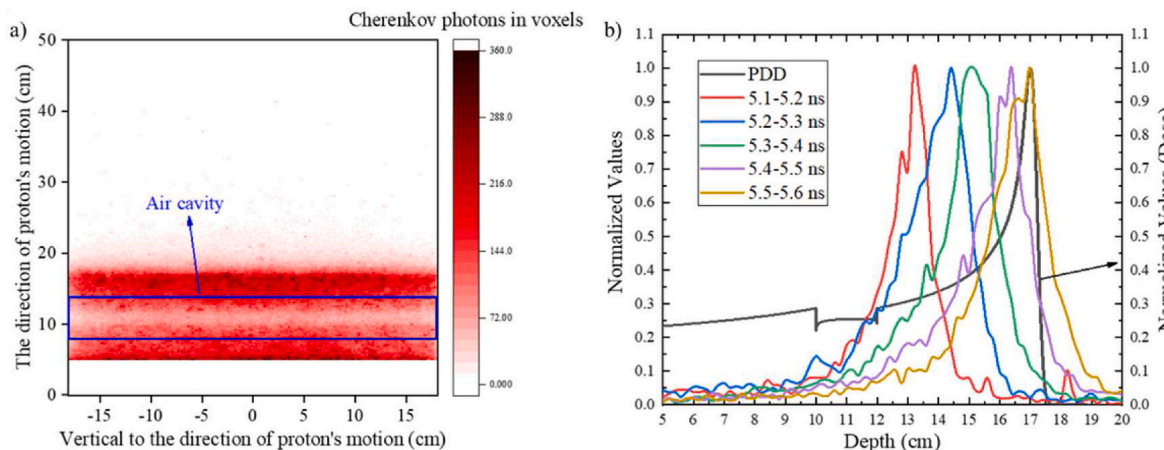 a)
Cherenkov photons in voxels
The direction of proton's motion (cm)
50
40
30
20
10
0
Air cavity
360.0
288.0
216.0
144.0
72.00
0.000
-15 -10 -5 0 5 10 15
Vertical to the direction of proton's motion (cm)
b)
Normalized Values
1.1
1.0
0.9
0.8
0.7
0.6
0.5
0.4
0.3
0.2
0.1
0.0
PDD
5.1-5.2 ns
5.2-5.3 ns
5.3-5.4 ns
5.4-5.5 ns
5.5-5.6 ns
1.1
1.0
0.9
0.8
0.7
0.6
0.5
0.4
0.3
0.2
0.1
0.0
Normalized Values (Dose)
5 6 7 8 9 10 11 12 13 14 15 16 17 18 19 20
Depth (cm)